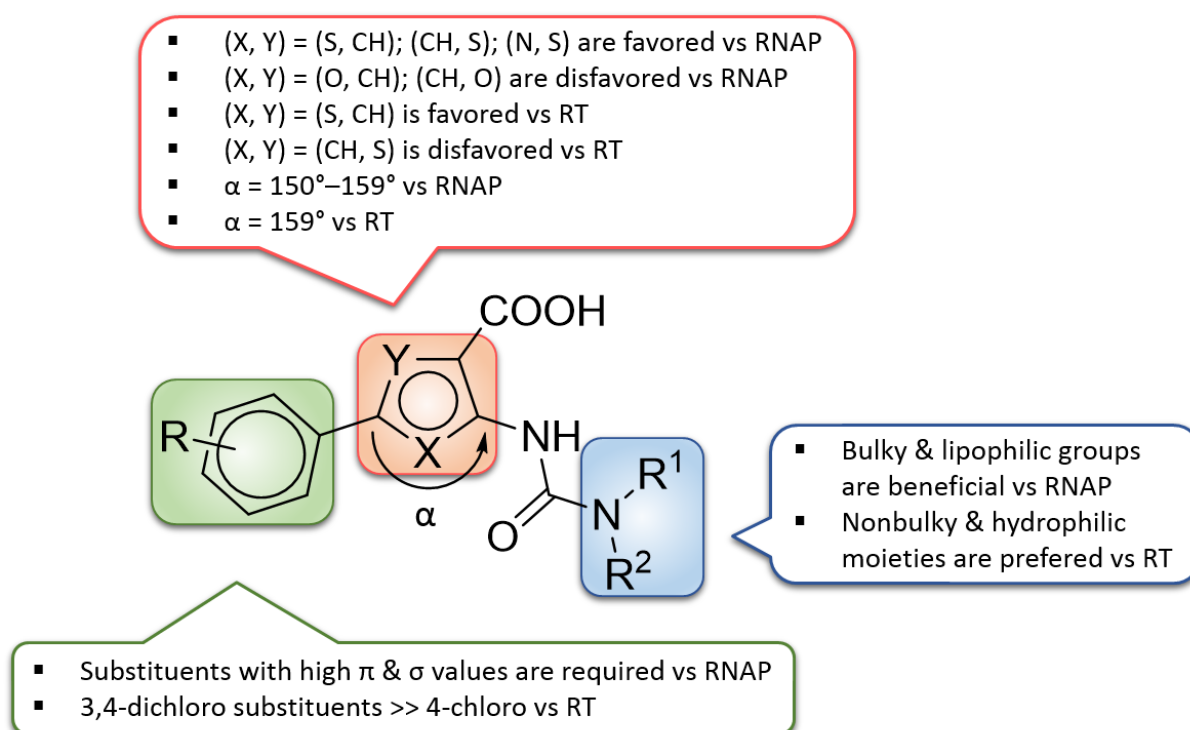 ▪ (X, Y) = (S, CH); (CH, S); (N, S) are favored vs RNAP
▪ (X, Y) = (O, CH); (CH, O) are disfavored vs RNAP
▪ (X, Y) = (S, CH) is favored vs RT
▪ (X, Y) = (CH, S) is disfavored vs RT
▪ α = 150°–159° vs RNAP
▪ α = 159° vs RT
COOH
Y
R
X
NH
α
O
N
R¹
R²
▪ Bulky & lipophilic groups
are beneficial vs RNAP
▪ Nonbulky & hydrophilic
moieties are prefered vs RT
▪ Substituents with high π & σ values are required vs RNAP
▪ 3,4-dichloro substituents >> 4-chloro vs RT